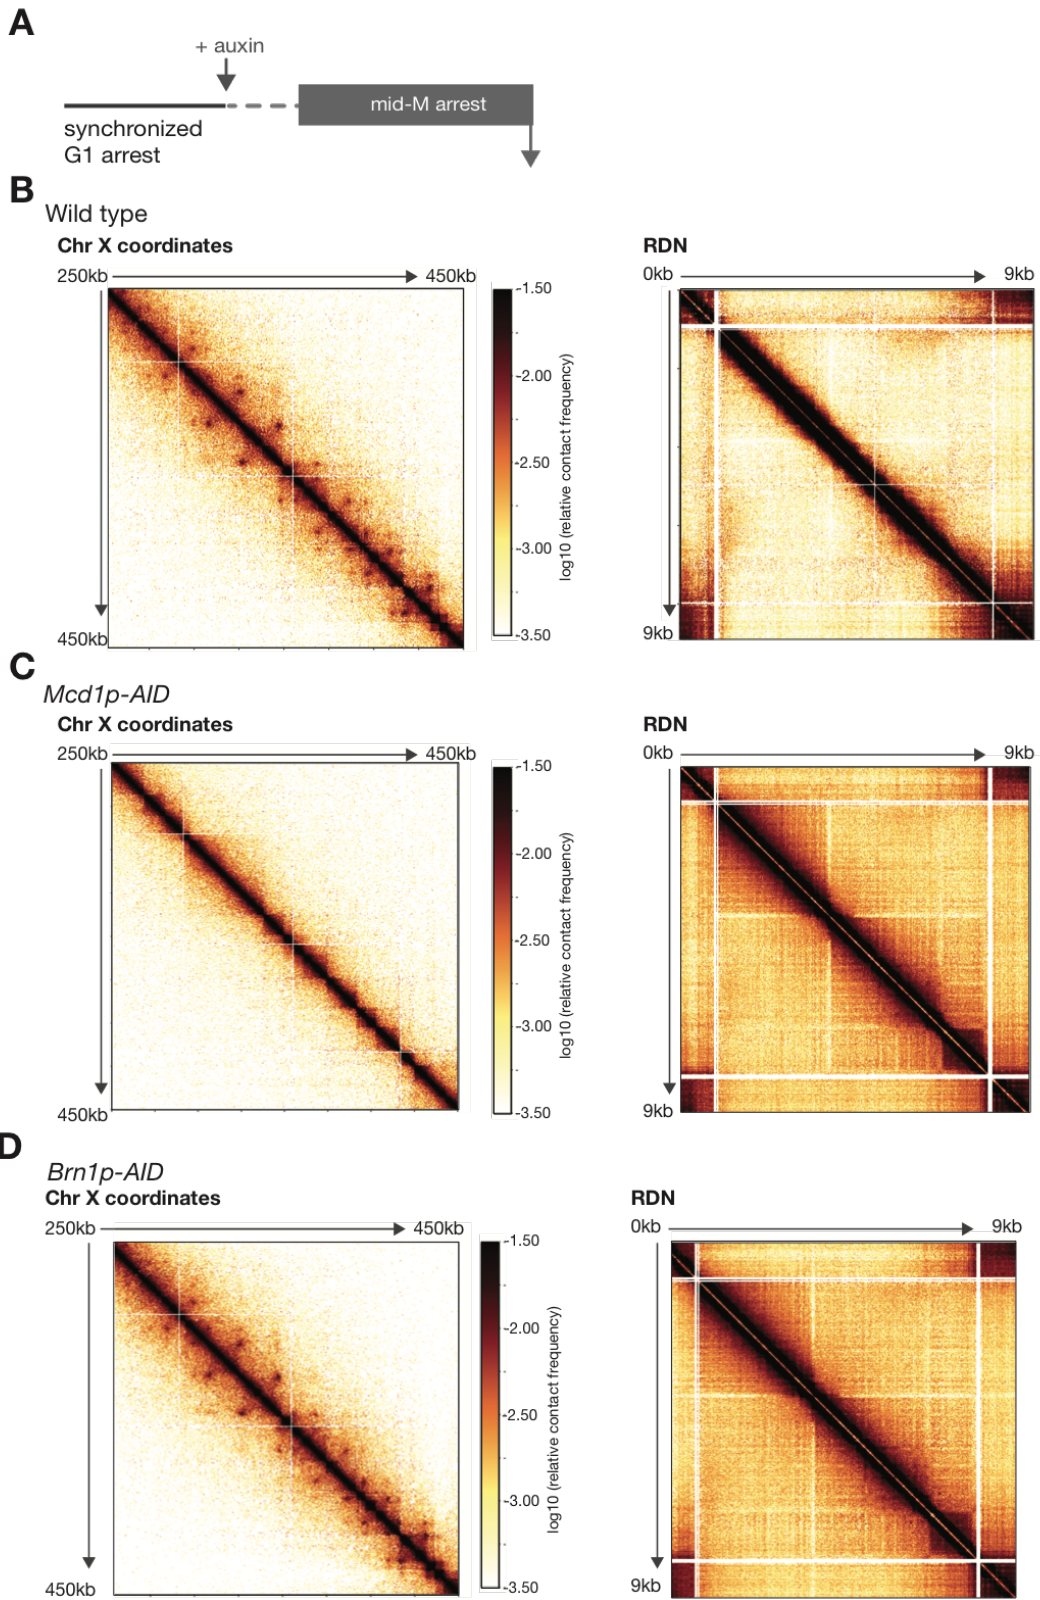 A
+ auxin
mid-M arrest
synchronized
G1 arrest
B
Wild type
Chr X coordinates
RDN
250kb
450kb
0kb
9kb
-1.50
-2.00
-2.50
-3.00
-3.50
log10 (relative contact frequency)
450kb
9kb
C
Mcd1p-AID
Chr X coordinates
RDN
250kb
450kb
0kb
9kb
-1.50
-2.00
-2.50
-3.00
-3.50
log10 (relative contact frequency)
450kb
9kb
D
Brn1p-AID
Chr X coordinates
RDN
250kb
450kb
0kb
9kb
-1.50
-2.00
-2.50
-3.00
-3.50
log10 (relative contact frequency)
450kb
9kb